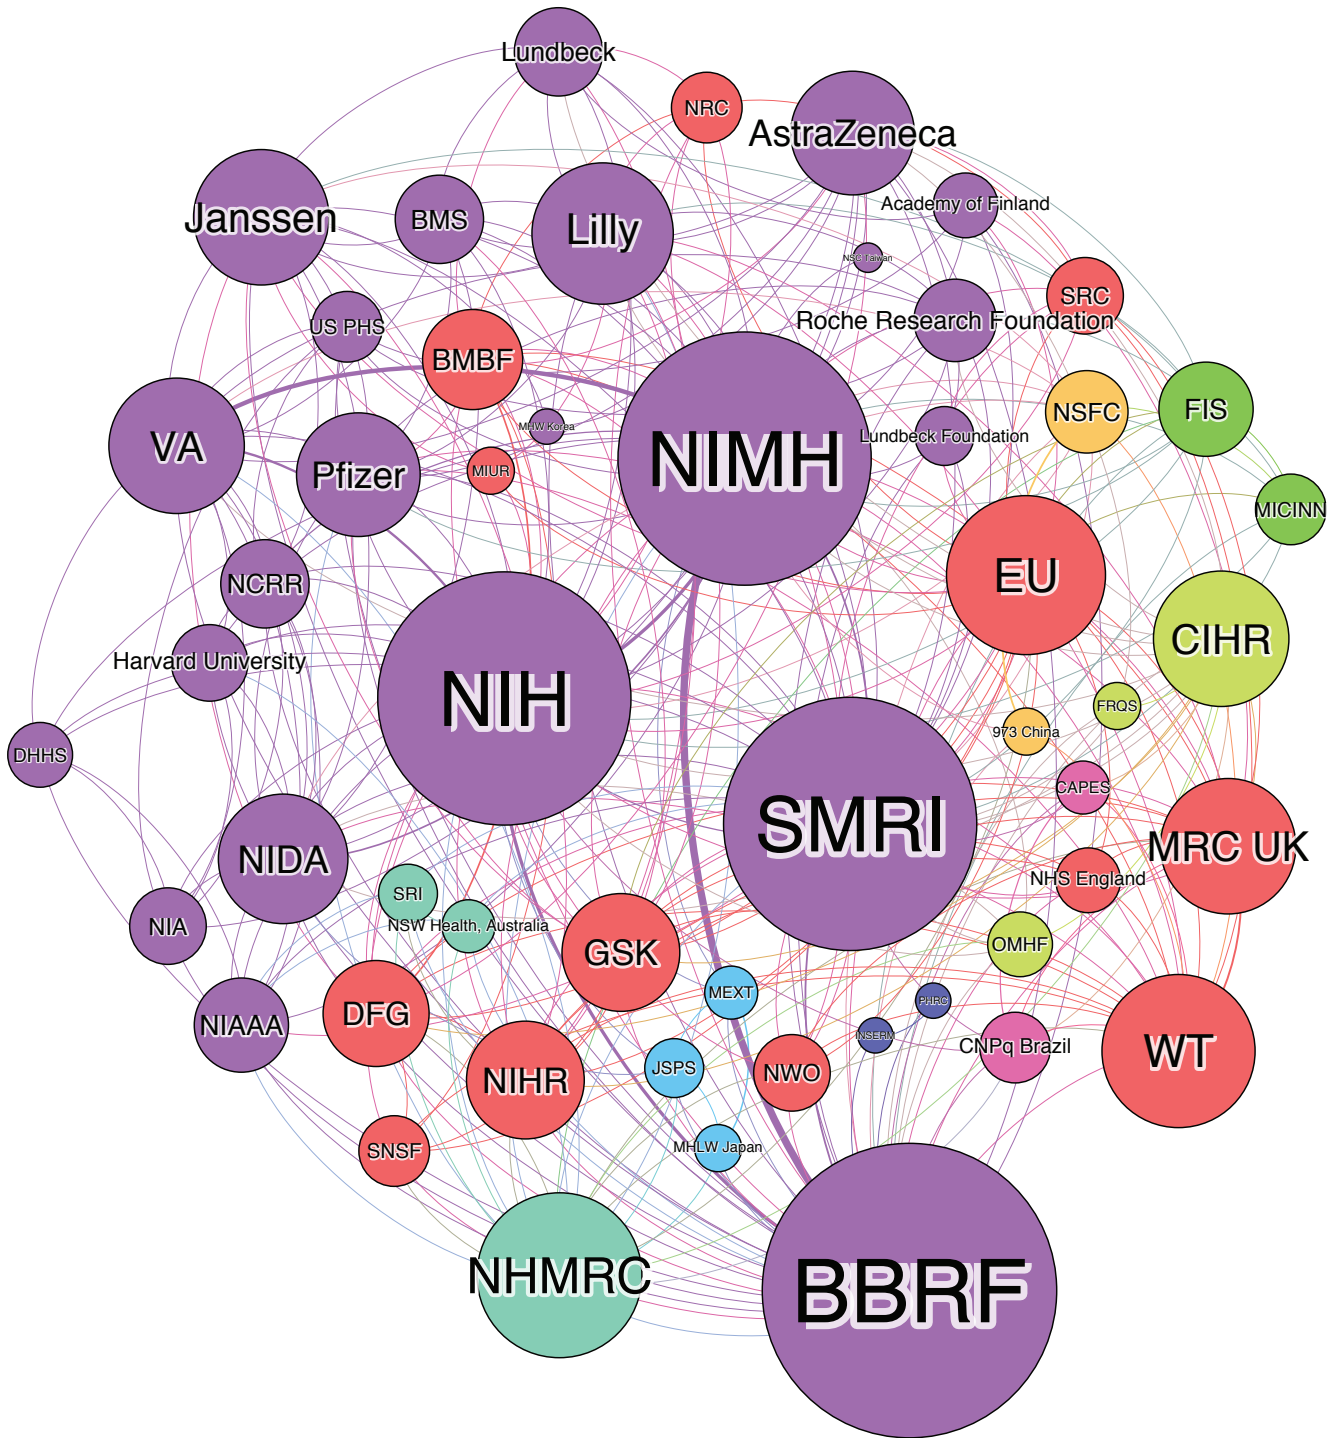 Lundbeck
NRC
AstraZeneca
Academy of Finland
Janssen
BMS
Lilly
NSC Taiwan
SRC
US PHS
Roche Research Foundation
BMBF
NSFC
FIS
MHW Korea
Lundbeck Foundation
VA
Pfizer
MIUR
NIMH
MICINN
NCRR
EU
CIHR
Harvard University
NIH
FRQS
973 China
DHHS
CAPES
SMRI
MRC UK
NIDA
NHS England
SRI
NSW Health, Australia
NIA
GSK
OMHF
MEXT
PHRC
DFG
NIAAA
INSERM
CNPq Brazil
WT
JSPS
NWO
NIHR
MHLW Japan
SNSF
NHMRC
BBRF